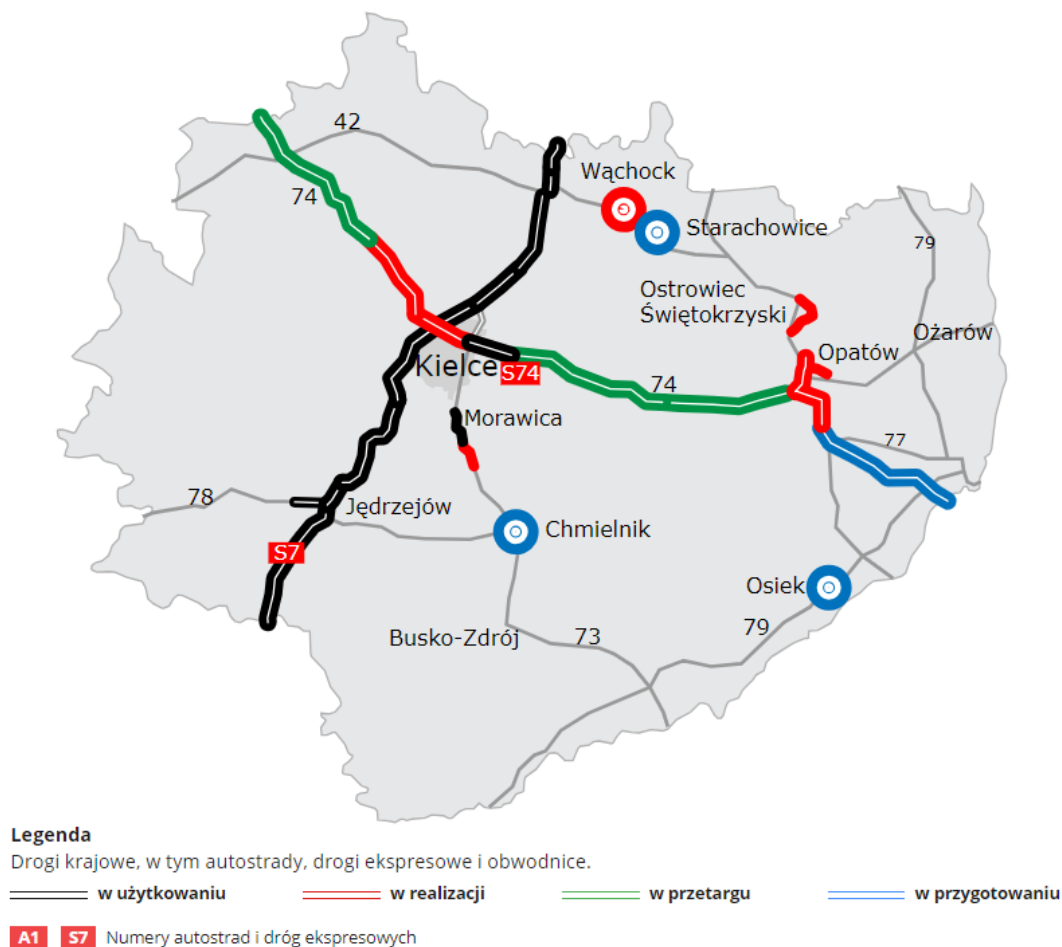 42
Wąchock
74
Starachowice
79
Ostrowiec
Świętokrzyski
Ożarów
Opatów
Kielce
S74
74
Morawica
77
78
Jędrzejów
Chmielnik
S7
Osiek
79
Busko-Zdrój
73
Legenda
Drogi krajowe, w tym autostrady, drogi ekspresowe i obwodnice.
w użytkowaniu
w realizacji
w przetargu
w przygotowaniu
A1 S7 Numery autostrad i dróg ekspresowych